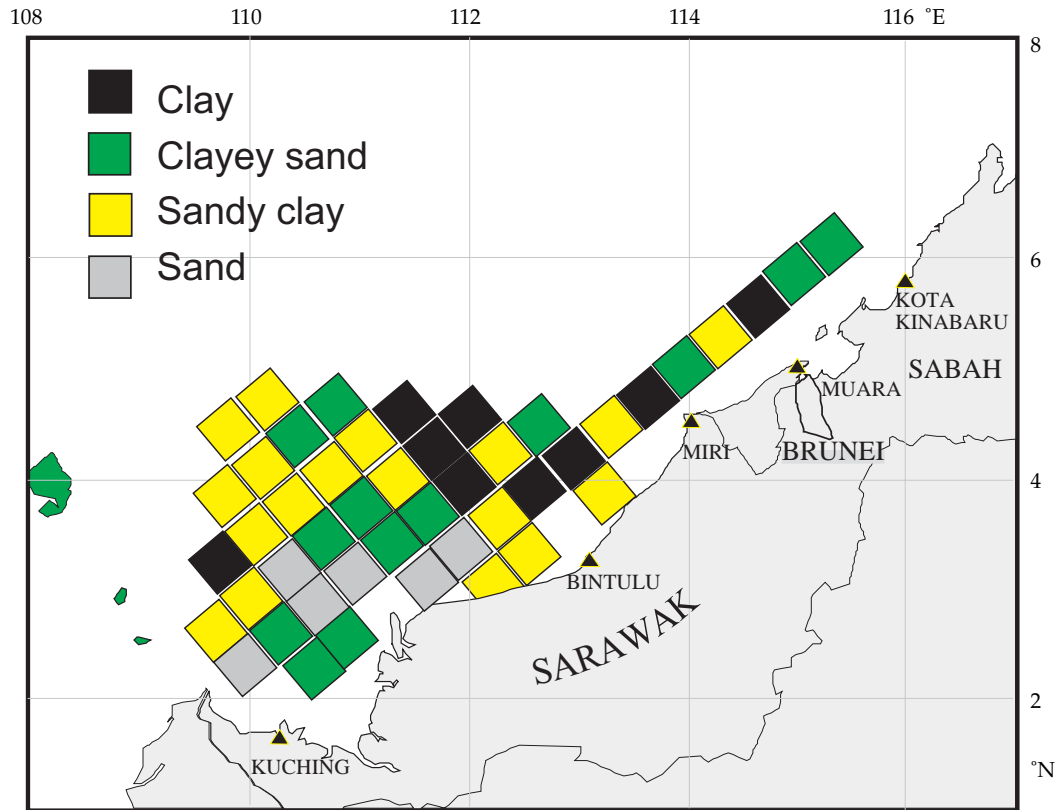 108
110
112
114
116 °E
8
Clay
Clayey sand
Sandy clay
Sand
6
KOTA
KINABARU
SABAH
MUARA
MIRI
BRUNEI
4
BINTULU
SARAWAK
2
KUCHING
°N